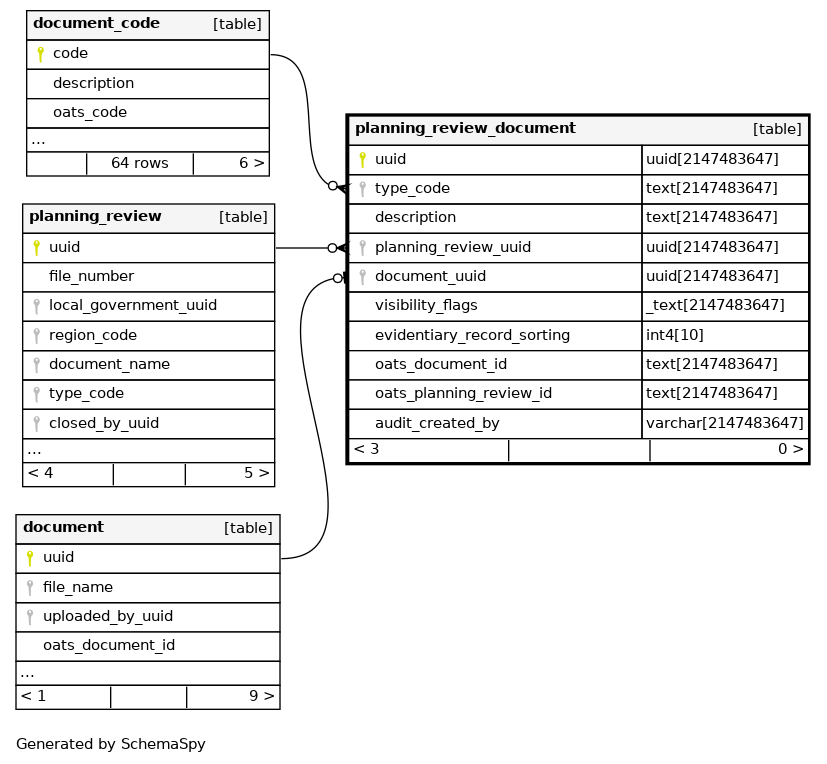 document_code [table]
code
description
oats_code
...
64 rows 6 >
planning_review [table]
uuid
file_number
local_government_uuid
region_code
document_name
type_code
closed_by_uuid
...
< 4 5 >
document [table]
uuid
file_name
uploaded_by_uuid
oats_document_id
...
< 1 9 >
planning_review_document [table]
uuid uuid[2147483647]
type_code text[2147483647]
description text[2147483647]
planning_review_uuid uuid[2147483647]
document_uuid uuid[2147483647]
visibility_flags _text[2147483647]
evidentiary_record_sorting int4[10]
oats_document_id text[2147483647]
oats_planning_review_id text[2147483647]
audit_created_by varchar[2147483647]
< 3 0 >
Generated by SchemaSpy